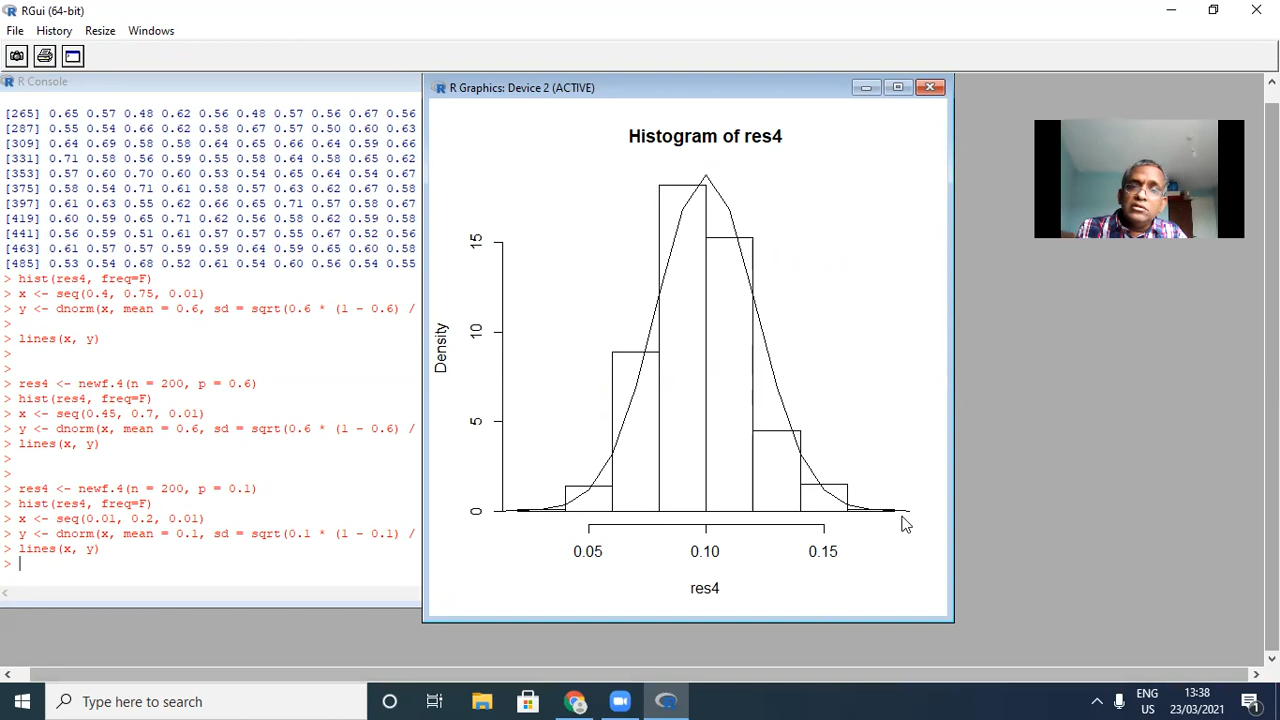 RGui (64-bit)
File History Resize Windows
R Console
[265] 0.65 0.57 0.48 0.62 0.56 0.48 0.57 0.56 0.67 0.56
[287] 0.55 0.54 0.66 0.62 0.58 0.67 0.57 0.50 0.60 0.63
[309] 0.64 0.69 0.58 0.58 0.64 0.65 0.66 0.64 0.59 0.66
[331] 0.71 0.58 0.56 0.59 0.55 0.58 0.64 0.58 0.65 0.62
[353] 0.57 0.60 0.70 0.60 0.53 0.54 0.66 0.62 0.54 0.67
[375] 0.58 0.54 0.71 0.61 0.58 0.57 0.63 0.62 0.67 0.58
[397] 0.61 0.63 0.55 0.62 0.66 0.65 0.71 0.57 0.58 0.67
[419] 0.60 0.59 0.65 0.71 0.62 0.56 0.58 0.62 0.59 0.58
[441] 0.56 0.59 0.51 0.61 0.57 0.57 0.55 0.67 0.52 0.56
[463] 0.61 0.57 0.57 0.59 0.59 0.64 0.59 0.65 0.60 0.58
[485] 0.53 0.54 0.68 0.52 0.61 0.54 0.60 0.56 0.54 0.55
> hist(res4, freq=F)
> x <- seq(0.4, 0.75, 0.01)
> y <- dnorm(x, mean = 0.6, sd = sqrt(0.6 * (1 - 0.6) /
>
> lines(x, y)
>
>
> res4 <- newf.4(n = 200, p = 0.6)
> hist(res4, freq=F)
> x <- seq(0.45, 0.7, 0.01)
> y <- dnorm(x, mean = 0.6, sd = sqrt(0.6 * (1 - 0.6) /
> lines(x, y)
>
>
> res4 <- newf.4(n = 200, p = 0.1)
> hist(res4, freq=F)
> x <- seq(0.01, 0.2, 0.01)
> y <- dnorm(x, mean = 0.1, sd = sqrt(0.1 * (1 - 0.1) /
> lines(x, y)
>
R Graphics: Device 2 (ACTIVE)
Histogram of res4
Density
15
10
5
0
0.05 0.10 0.15
res4
Type here to search
ENG
US
13:38
23/03/2021
1